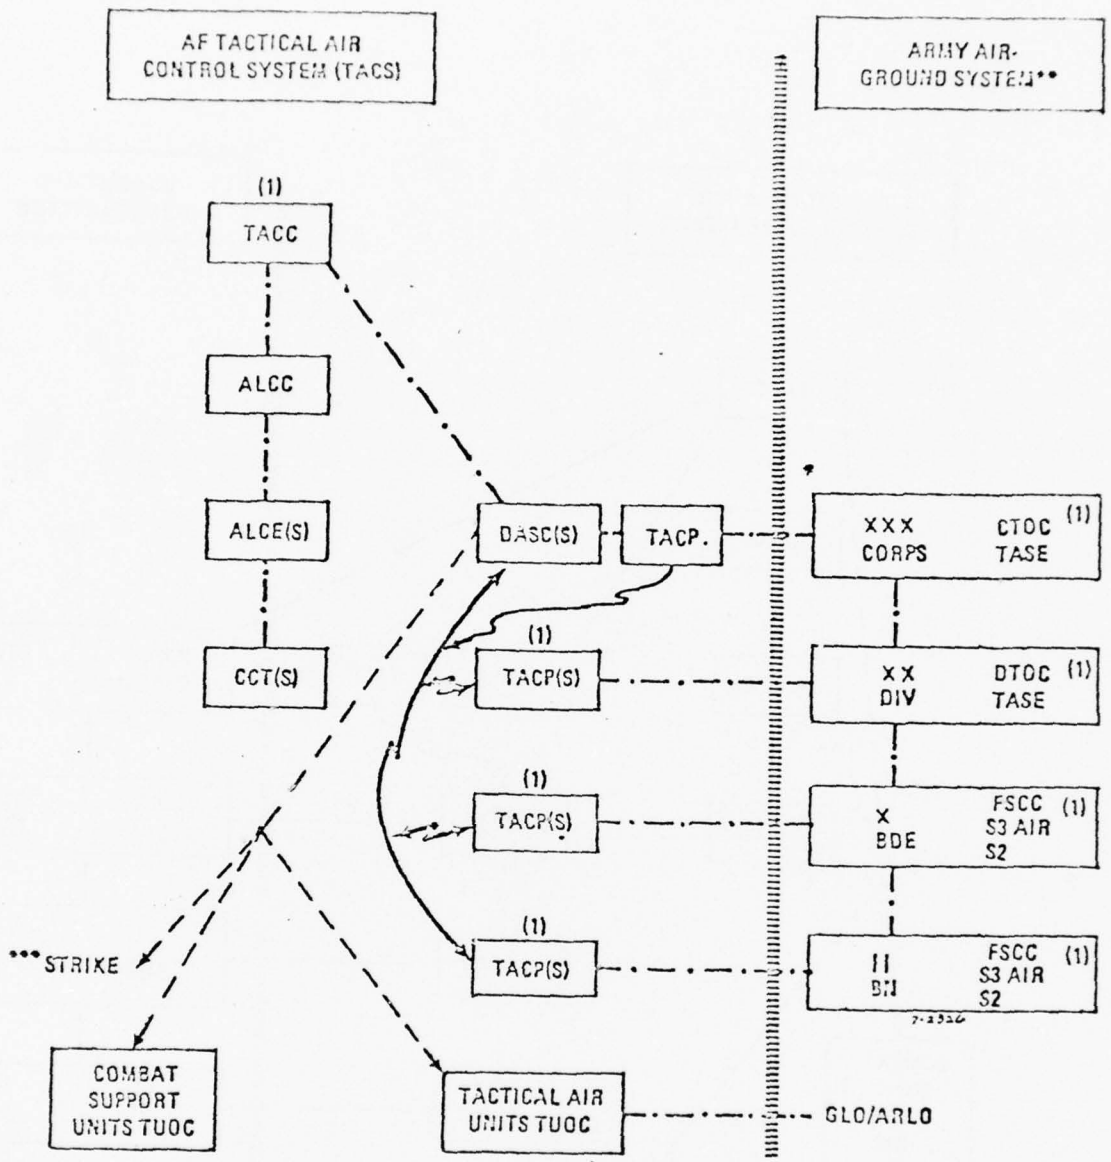 AF TACTICAL AIR
CONTROL SYSTEM (TACS)
ARMY AIR-
GROUND SYSTEM**
(1)
TACC
ALCC
ALCE(S)
DASC(S)
TACP.
XXX CTOC (1)
CORPS TASE
(1)
CCT(S)
TACP(S)
XX DTOC (1)
DIV TASE
(1)
TACP(S)
X FSCC (1)
BDE S3 AIR
S2
(1)
***STRIKE
TACP(S)
II FSCC (1)
BN S3 AIR
S2
7-2926
COMBAT
SUPPORT
UNITS TUOC
TACTICAL AIR
UNITS TUOC
GLO/ARLO